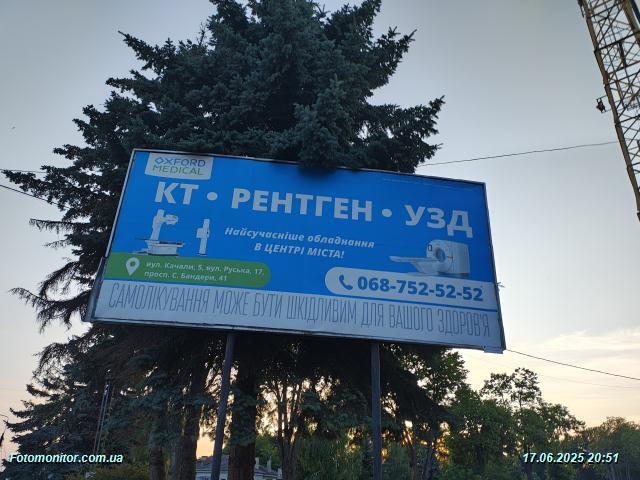 OXFORD
MEDICAL
КТ • РЕНТГЕН • УЗД
Найсучасніше обладнання
В ЦЕНТРІ МІСТА!
вул. Качали, 5, вул. Руська, 17,
просп. С. Бандери, 41
068-752-52-52
САМОЛІКУВАННЯ МОЖЕ БУТИ ШКІДЛИВИМ ДЛЯ ВАШОГО ЗДОРОВ'Я
Fotomonitor.com.ua
17.06.2025 20:51